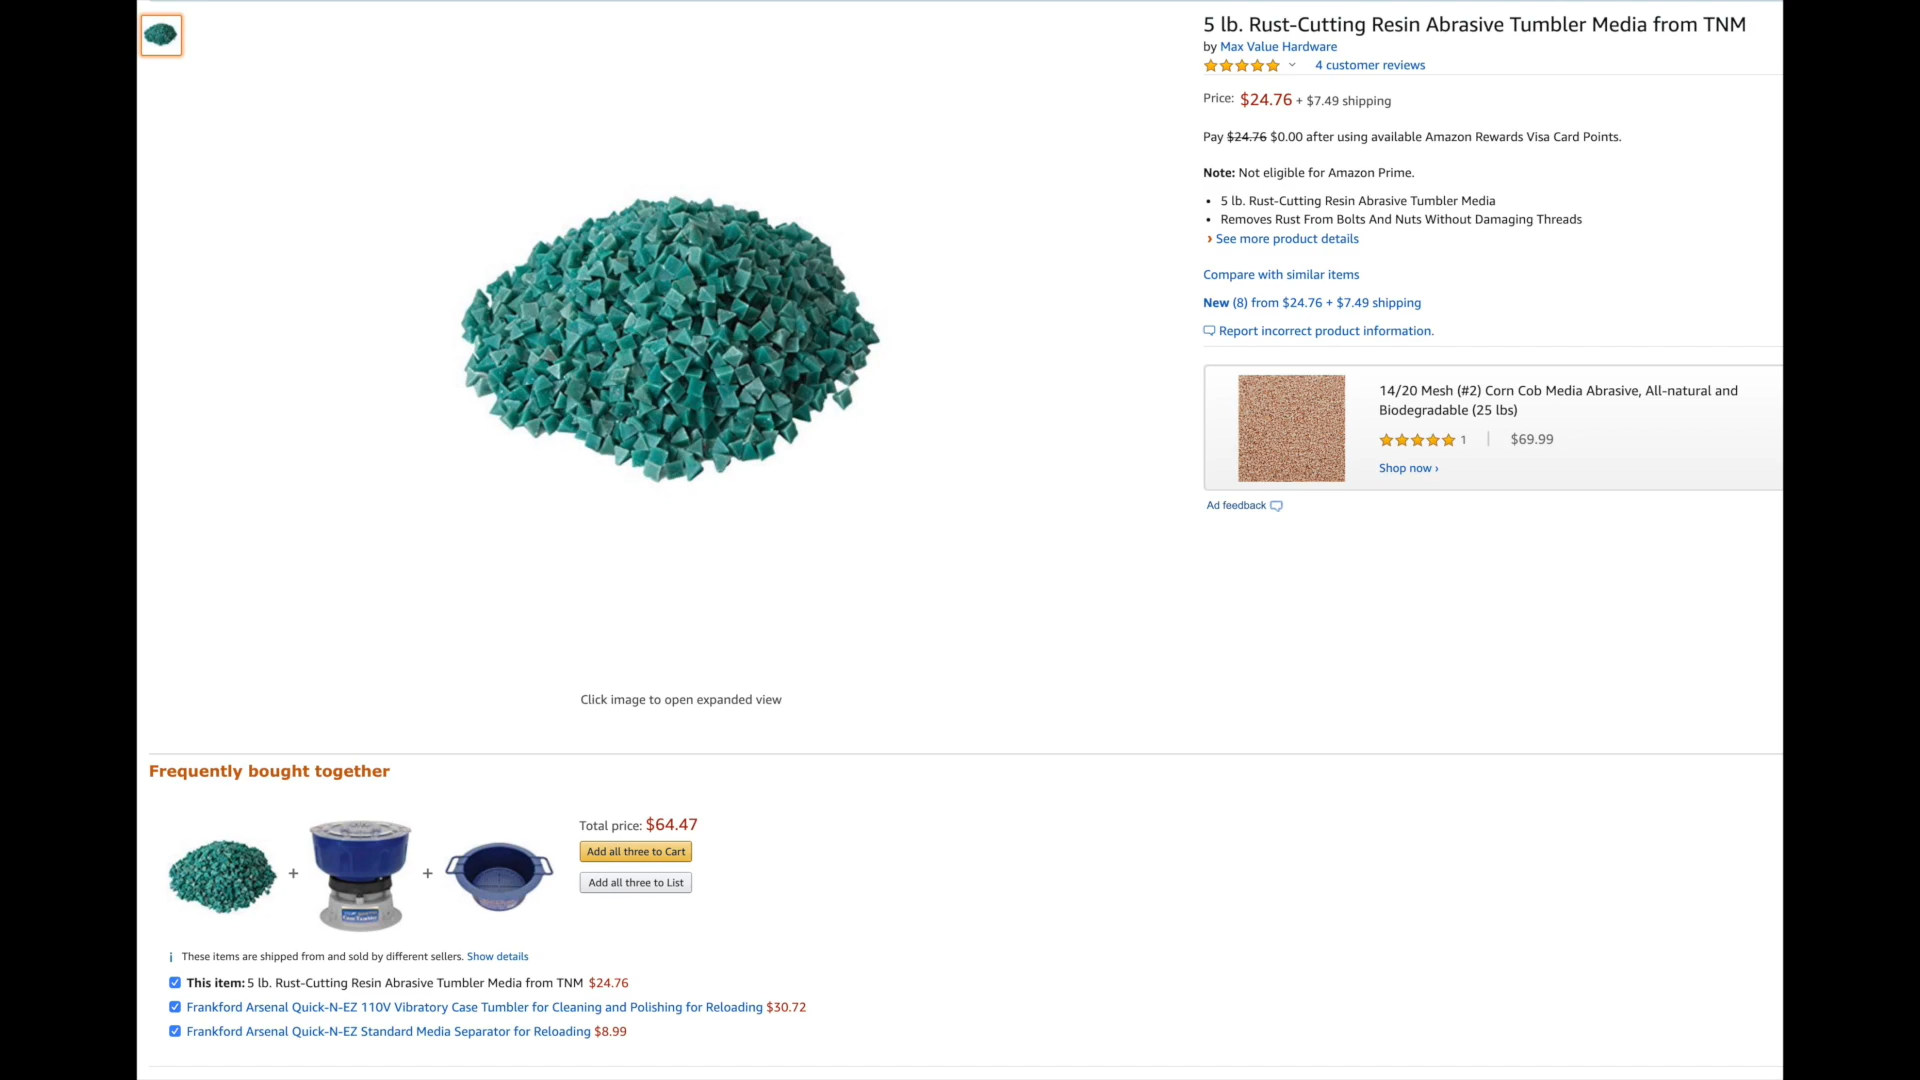 5 lb. Rust-Cutting Resin Abrasive Tumbler Media from TNM
by Max Value Hardware
4 customer reviews
Price: $24.76 + $7.49 shipping
Pay $24.76 $0.00 after using available Amazon Rewards Visa Card Points.
Note: Not eligible for Amazon Prime.
• 5 lb. Rust-Cutting Resin Abrasive Tumbler Media
• Removes Rust From Bolts And Nuts Without Damaging Threads
› See more product details
Compare with similar items
New (8) from $24.76 + $7.49 shipping
Report incorrect product information.
14/20 Mesh (#2) Corn Cob Media Abrasive, All-natural and
Biodegradable (25 lbs)
1 | $69.99
Shop now ›
Ad feedback
Click image to open expanded view
Frequently bought together
+ +
Total price: $64.47
Add all three to Cart
Add all three to List
i These items are shipped from and sold by different sellers. Show details
This item: 5 lb. Rust-Cutting Resin Abrasive Tumbler Media from TNM $24.76
Frankford Arsenal Quick-N-EZ 110V Vibratory Case Tumbler for Cleaning and Polishing for Reloading $30.72
Frankford Arsenal Quick-N-EZ Standard Media Separator for Reloading $8.99